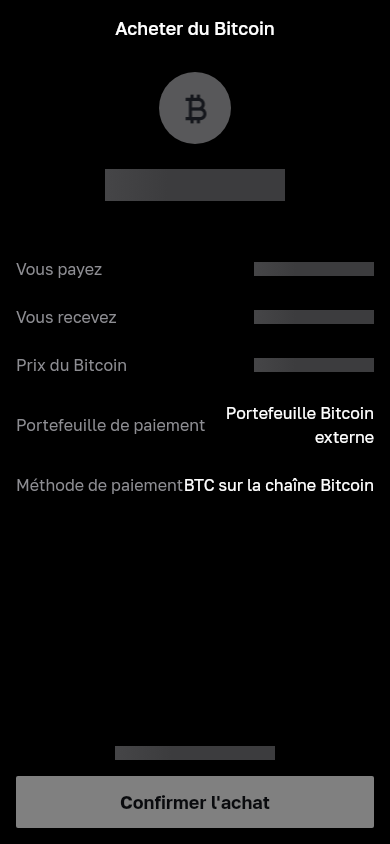 Acheter du Bitcoin
Vous payez
Vous recevez
Prix du Bitcoin
Portefeuille de paiement
Portefeuille Bitcoin
externe
Méthode de paiement BTC sur la chaîne Bitcoin
Confirmer l'achat